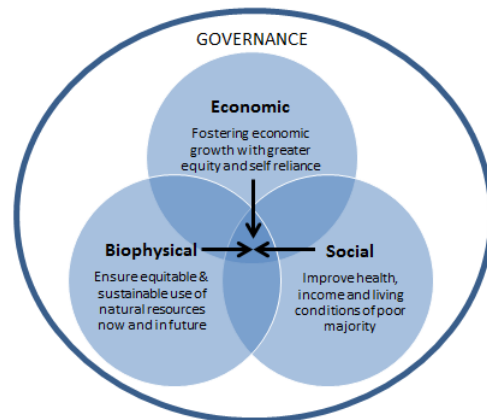 GOVERNANCE
Economic
Fostering economic
growth with greater
equity and self reliance
Biophysical
Ensure equitable &
sustainable use of
natural resources
now and in future
Social
Improve health,
income and living
conditions of poor
majority